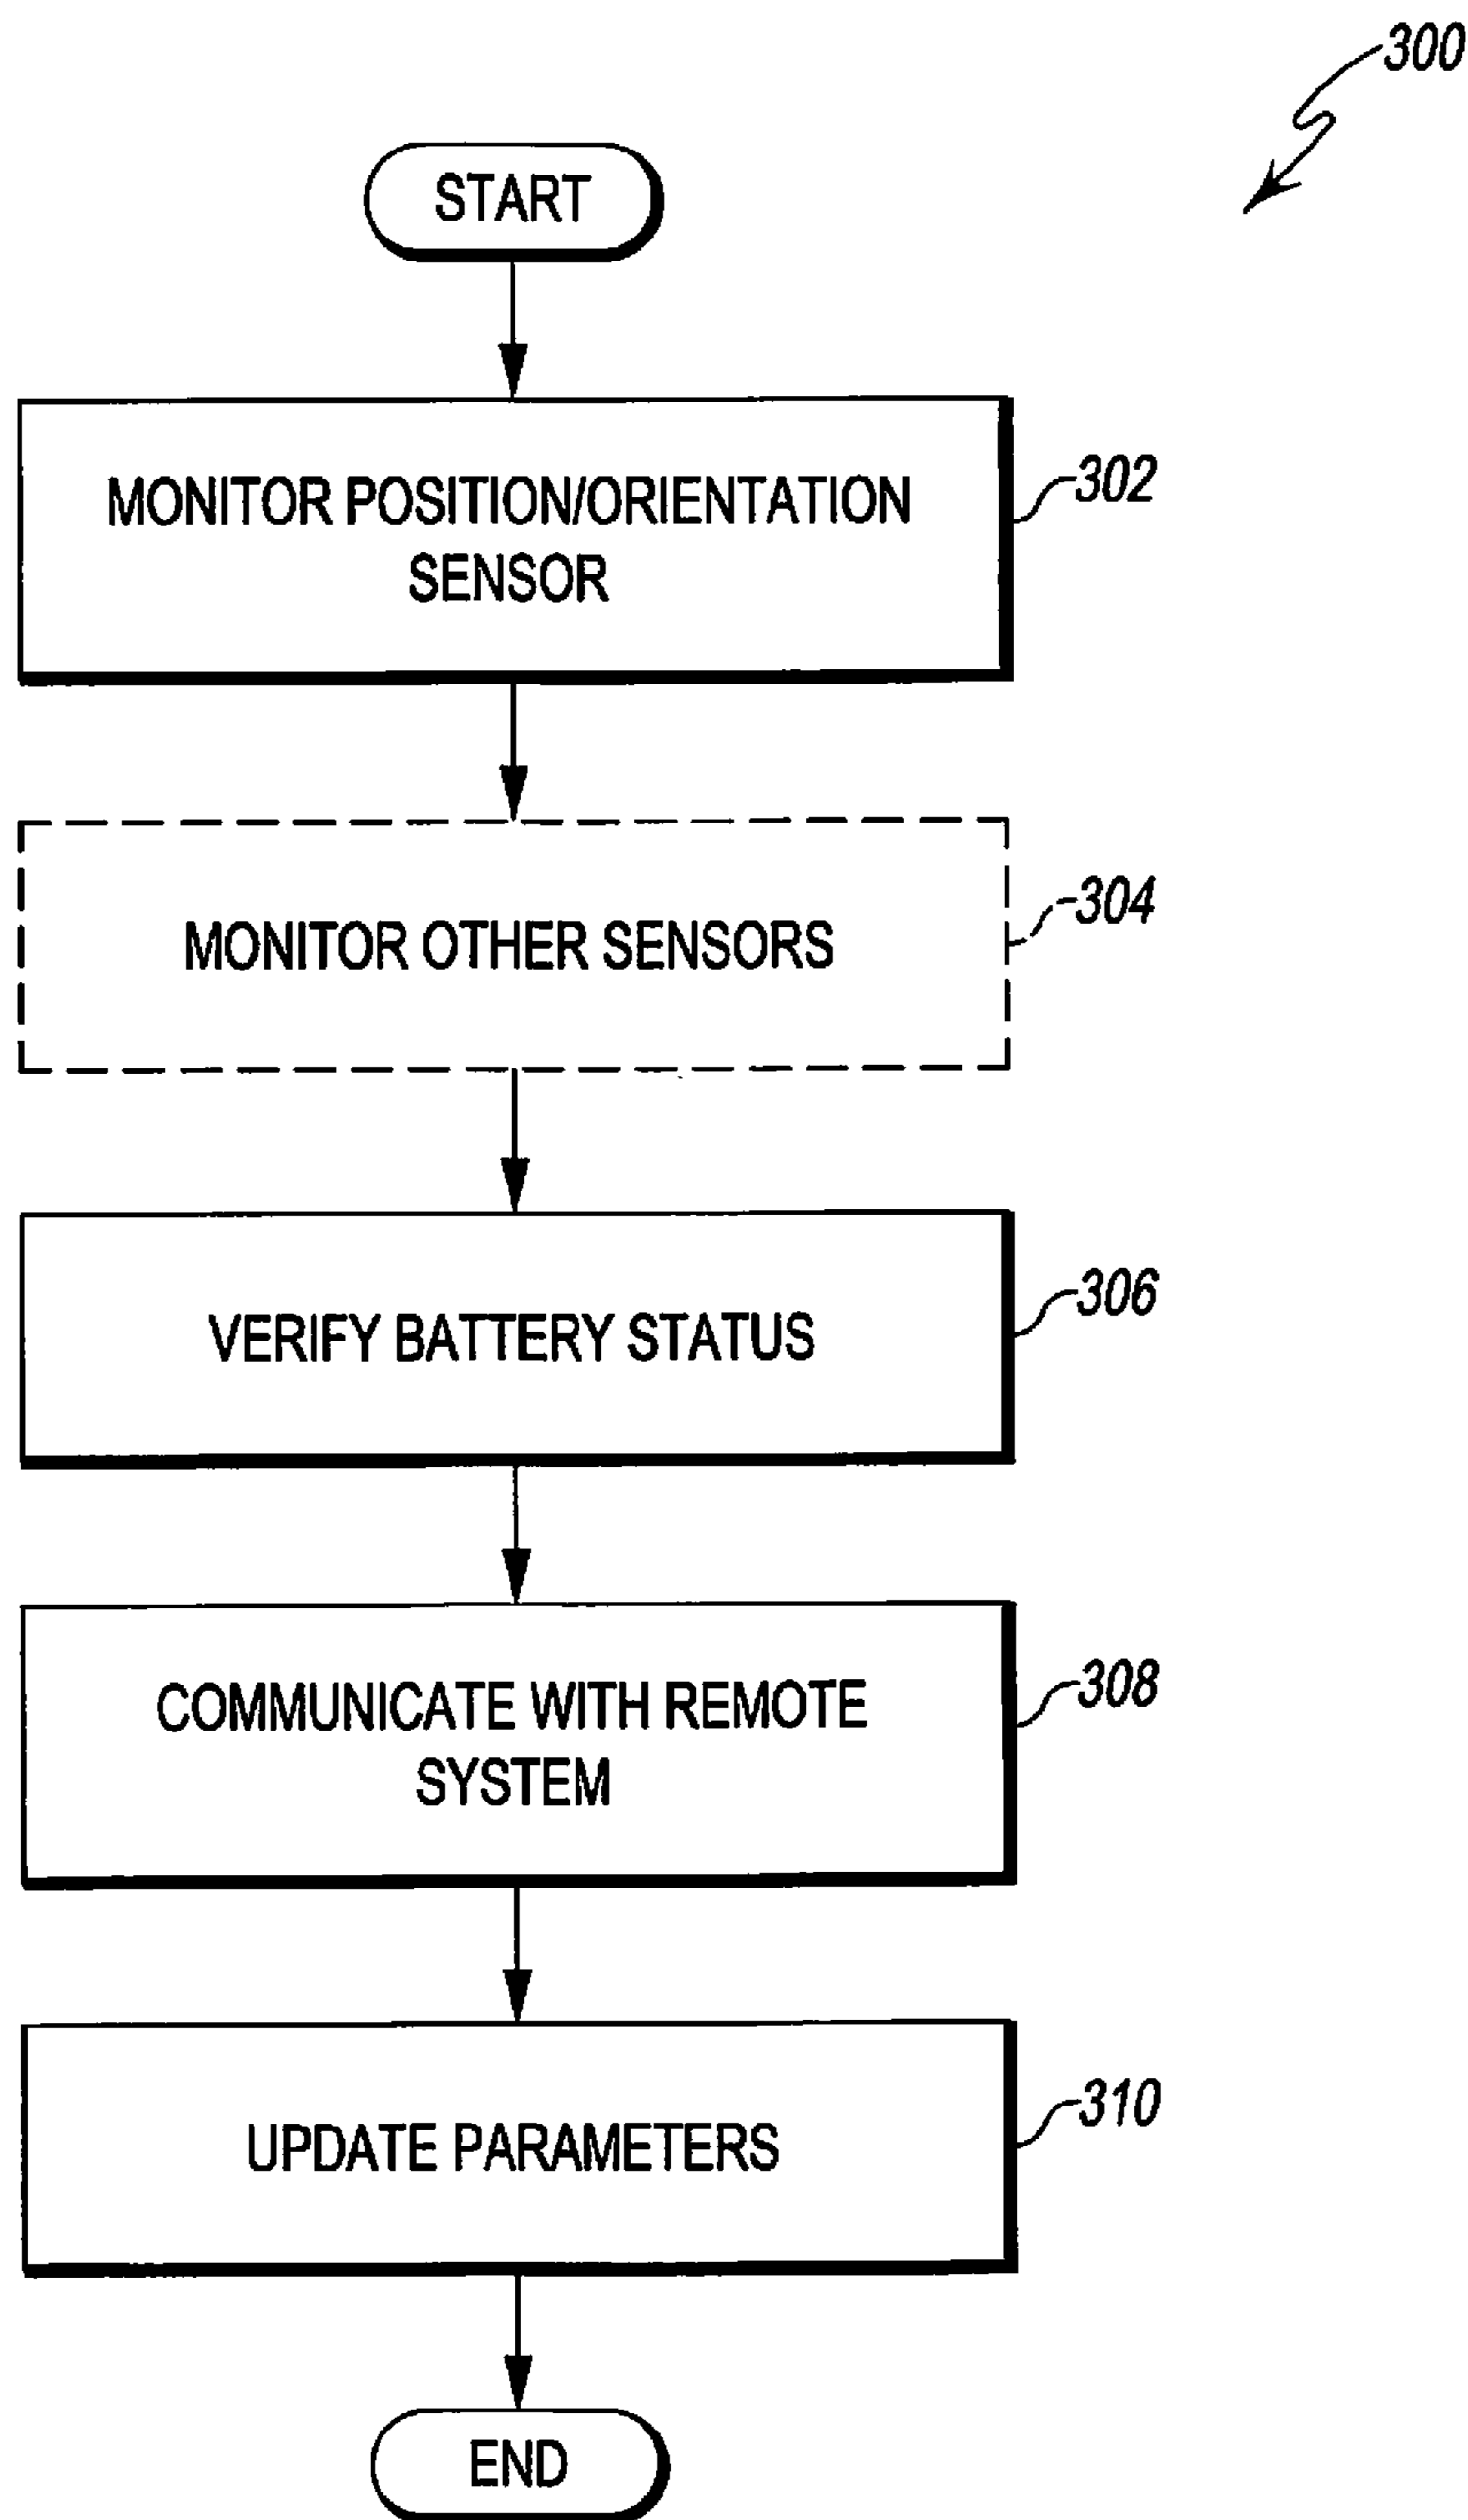 300
START
MONITOR POSITION/ORIENTATION
SENSOR
302
MONITOR OTHER SENSORS
304
VERIFY BATTERY STATUS
306
COMMUNICATE WITH REMOTE
SYSTEM
308
UPDATE PARAMETERS
310
END